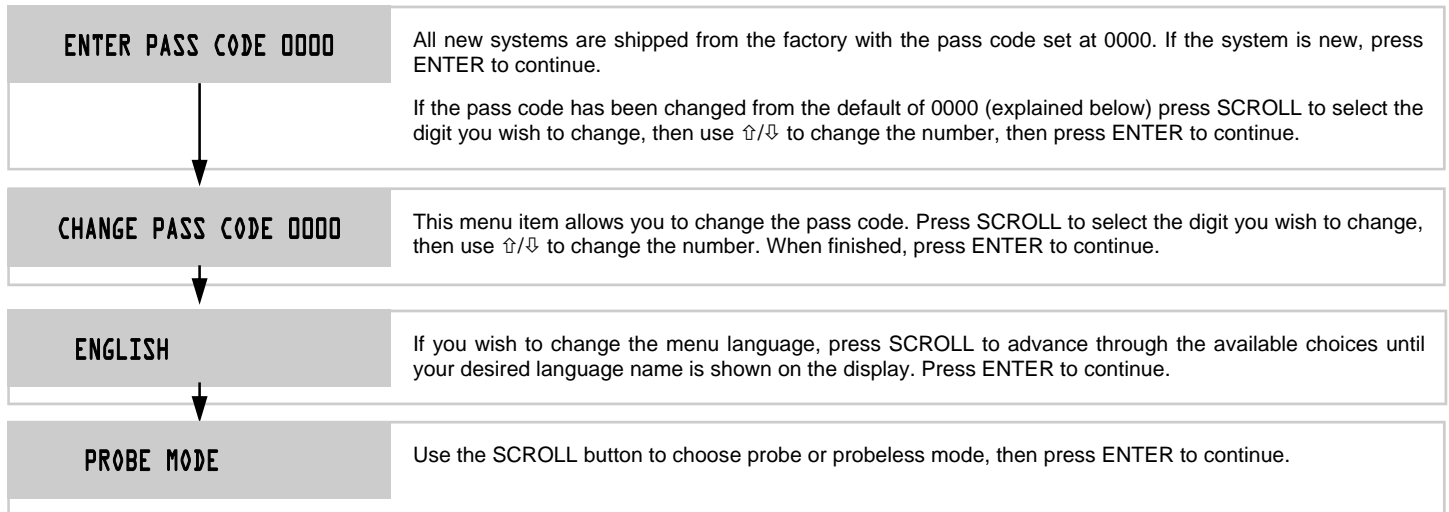 ENTER PASS CODE 0000
All new systems are shipped from the factory with the pass code set at 0000. If the system is new, press
ENTER to continue.
If the pass code has been changed from the default of 0000 (explained below) press SCROLL to select the
digit you wish to change, then use ⇧/⇩ to change the number, then press ENTER to continue.
CHANGE PASS CODE 0000
This menu item allows you to change the pass code. Press SCROLL to select the digit you wish to change,
then use ⇧/⇩ to change the number. When finished, press ENTER to continue.
ENGLISH
If you wish to change the menu language, press SCROLL to advance through the available choices until
your desired language name is shown on the display. Press ENTER to continue.
PROBE MODE
Use the SCROLL button to choose probe or probeless mode, then press ENTER to continue.